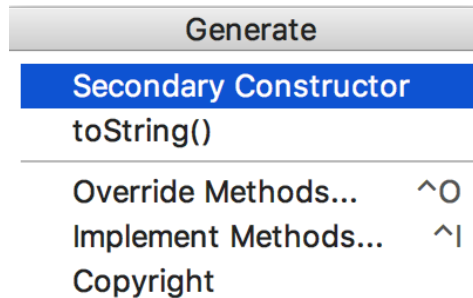 Generate
Secondary Constructor
toString()
Override Methods... ^O
Implement Methods... ^I
Copyright